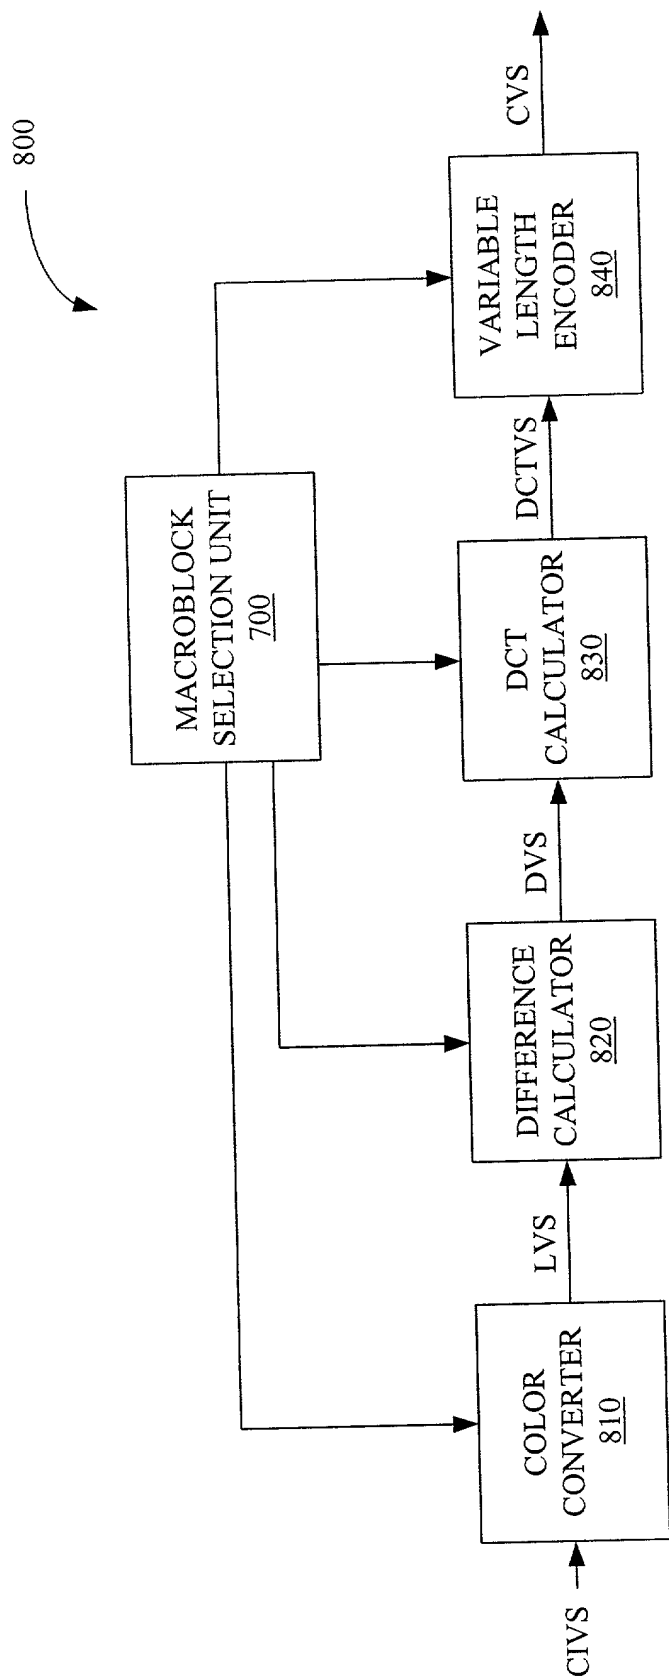 800
MACROBLOCK
SELECTION UNIT
700
CIVS
COLOR
CONVERTER
810
LVS
DIFFERENCE
CALCULATOR
820
DVS
DCT
CALCULATOR
830
DCTVS
VARIABLE
LENGTH
ENCODER
840
CVS